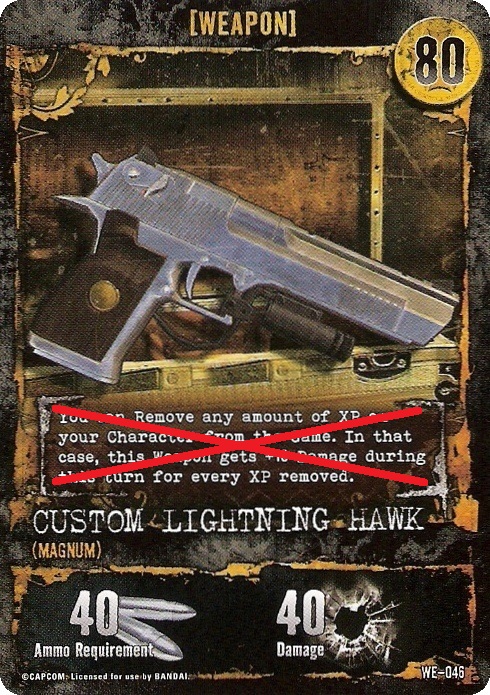 [WEAPON]
80
You can Remove any amount of XP on
your Character from the Game. In that
case, this Weapon gets +10 Damage during
this turn for every XP removed.
CUSTOM LIGHTNING HAWK
(MAGNUM)
40
Ammo Requirement
40
Damage
©CAPCOM. Licensed for use by BANDAI.
WE-046